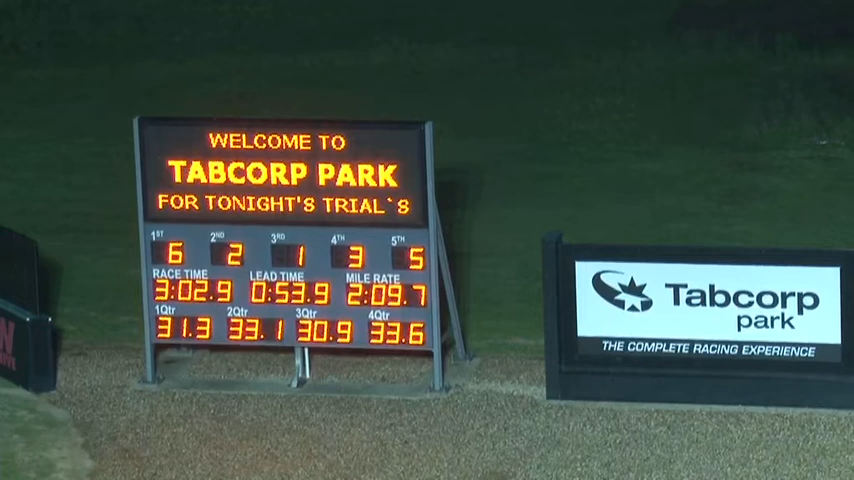 WELCOME TO
TABCORP PARK
FOR TONIGHT'S TRIAL`S
1ST 2ND 3RD 4TH 5TH
6 2 1 3 5
RACE TIME LEAD TIME MILE RATE
3:02.9 0:53.9 2:09.7
1Qtr 2Qtr 3Qtr 4Qtr
31.3 33.1 30.9 33.6
Tabcorp
park
THE COMPLETE RACING EXPERIENCE